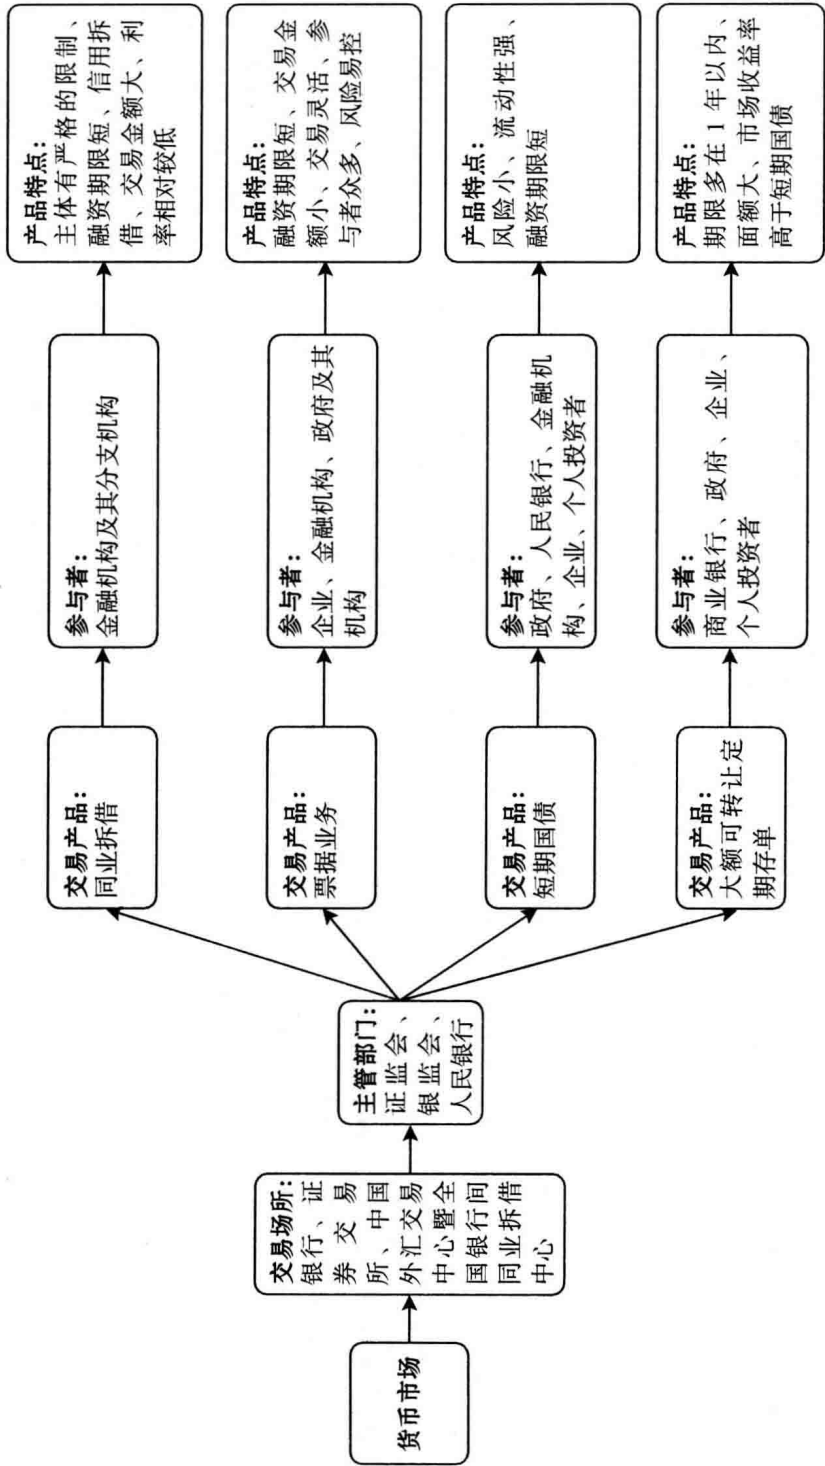 货币市场
交易场所：
银行、证
券交易
所、中国
外汇交易
中心暨全
国银行间
同业拆借
中心
主管部门：
证监会、
银监会、
人民银行
交易产品：
同业拆借
参与者：
金融机构及其分支机构
产品特点：
主体有严格的限制、
融资期限短、信用拆
借、交易金额大、利
率相对较低
交易产品：
票据业务
参与者：
企业、金融机构、政府及其
机构
产品特点：
融资期限短、交易金
额小、交易灵活、参
与者众多、风险易控
交易产品：
短期国债
参与者：
政府、人民银行、金融机
构、企业、个人投资者
产品特点：
风险小、流动性强、
融资期限短
交易产品：
大额可转让定
期存单
参与者：
商业银行、政府、企业、
个人投资者
产品特点：
期限多在1年以内、
面额大、市场收益率
高于短期国债